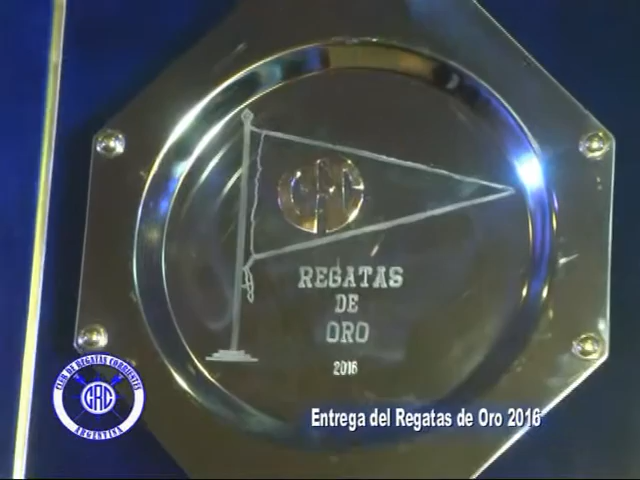 CRC
REGATAS
DE
ORO
2016
CLUB DE REGATAS CORRIENTES
CRC
ARGENTINA
Entrega del Regatas de Oro 2016